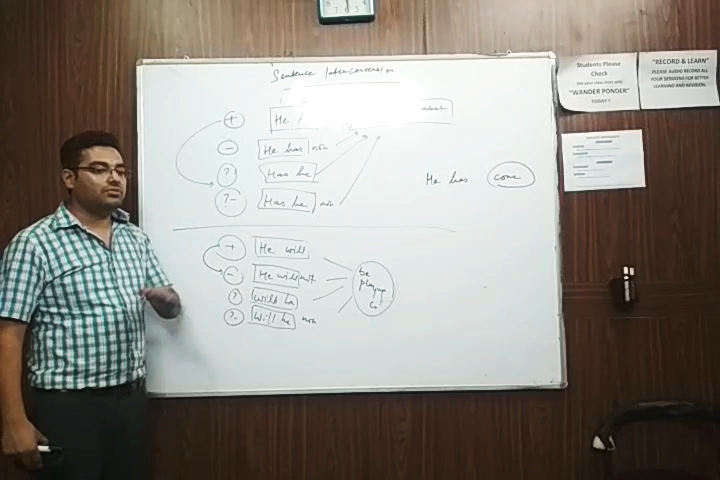 Sentence Interconversion
+ He
- He has not
? Has he
?- Has he not
He has come
+ He will
- He will not
? will he
?- Will he not
be
playing
Students Please
Check
"WANDER PONDER"
TODAY ?
"RECORD & LEARN"
PLEASE AUDIO RECORD ALL
YOUR SESSIONS FOR BETTER
LEARNING AND REVISION